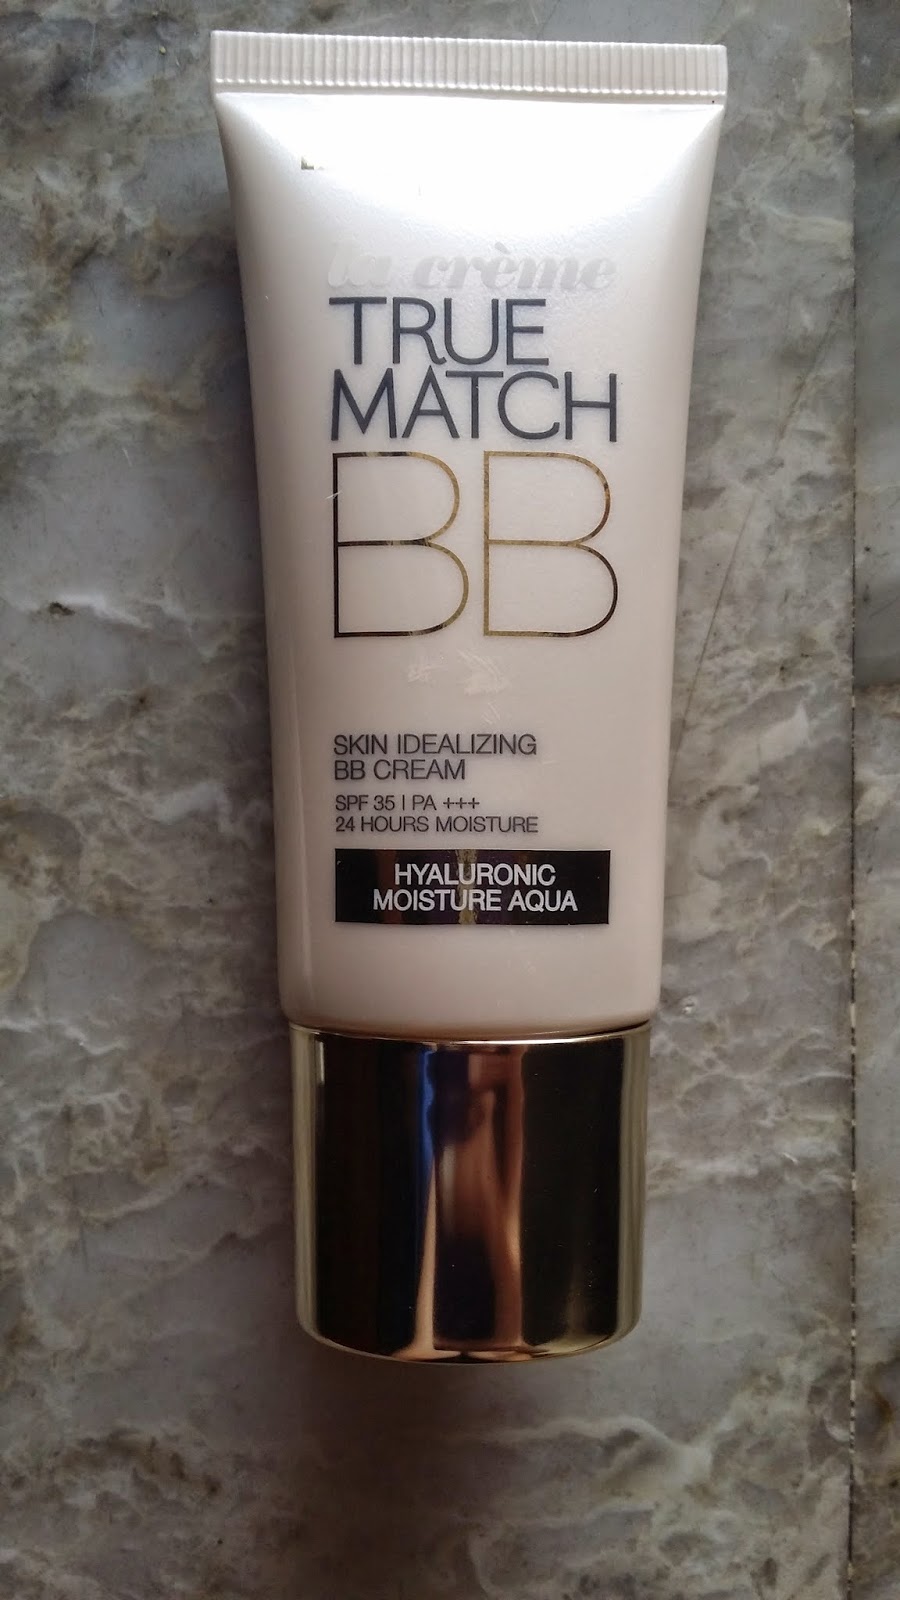 la crème
TRUE
MATCH
BB
SKIN IDEALIZING
BB CREAM
SPF 35 | PA +++
24 HOURS MOISTURE
HYALURONIC
MOISTURE AQUA